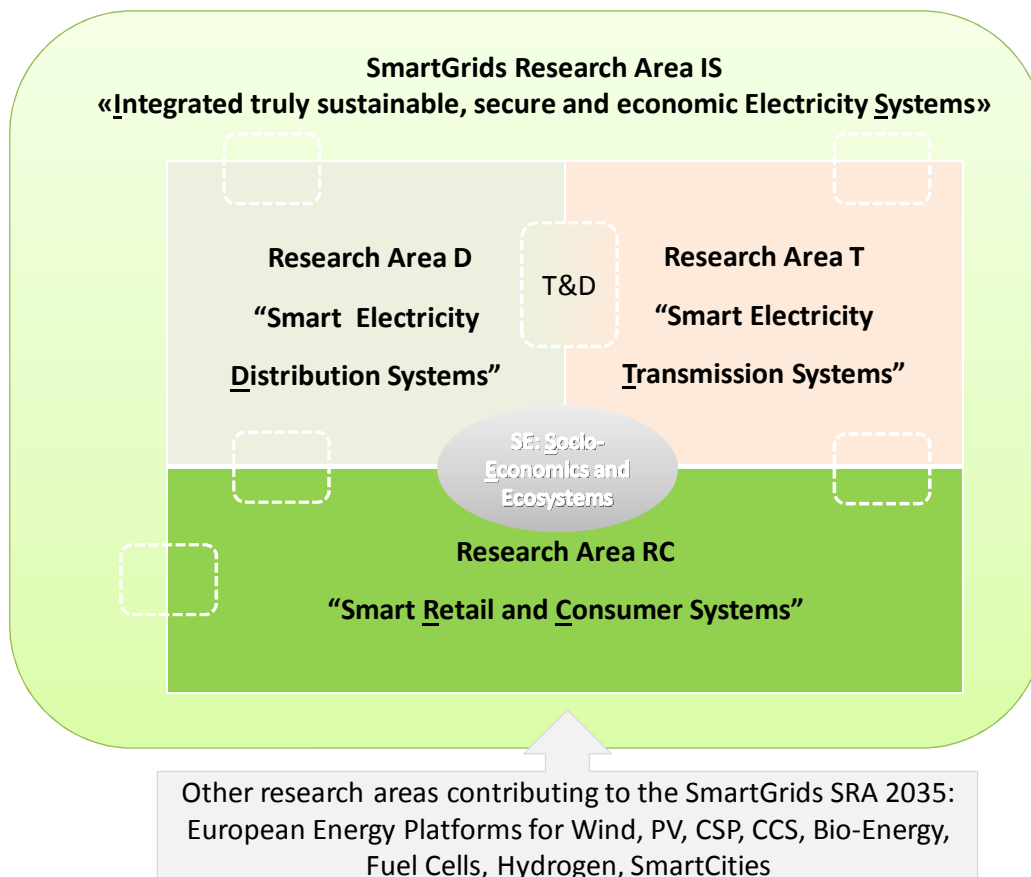 SmartGrids Research Area IS
«Integrated truly sustainable, secure and economic Electricity Systems»
Research Area D
“Smart Electricity
Distribution Systems”
T&D
Research Area T
“Smart Electricity
Transmission Systems”
SE: Socio-
Economics and
Ecosystems
Research Area RC
“Smart Retail and Consumer Systems”
Other research areas contributing to the SmartGrids SRA 2035:
European Energy Platforms for Wind, PV, CSP, CCS, Bio-Energy,
Fuel Cells, Hydrogen, SmartCities